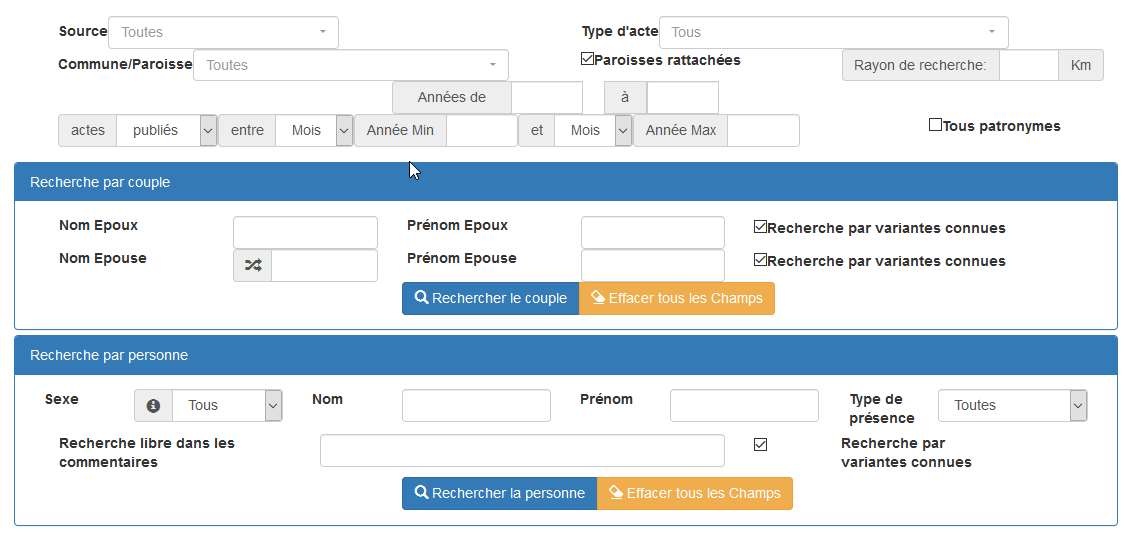 Source Toutes Type d'acte Tous
Commune/Paroisse Toutes Paroisses rattachées Rayon de recherche: Km
Années de à
actes publiés entre Mois Année Min et Mois Année Max Tous patronymes
Recherche par couple
Nom Epoux Prénom Epoux Recherche par variantes connues
Nom Epouse Prénom Epouse Recherche par variantes connues
Rechercher le couple Effacer tous les Champs
Recherche par personne
Sexe Tous Nom Prénom Type de présence Toutes
Recherche libre dans les commentaires Recherche par variantes connues
Rechercher la personne Effacer tous les Champs